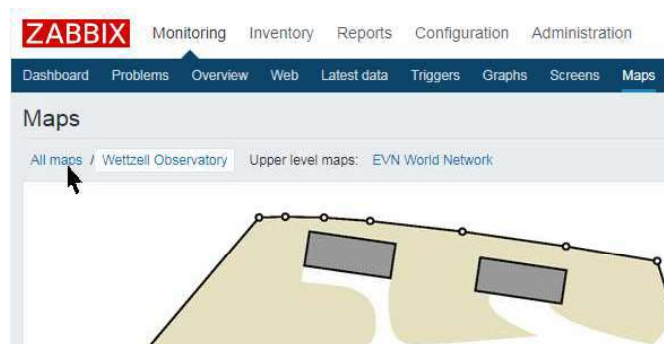 ZABBIX Monitoring Inventory Reports Configuration Administration
Dashboard Problems Overview Web Latest data Triggers Graphs Screens Maps
Maps
All maps / Wettzell Observatory Upper level maps: EVN World Network